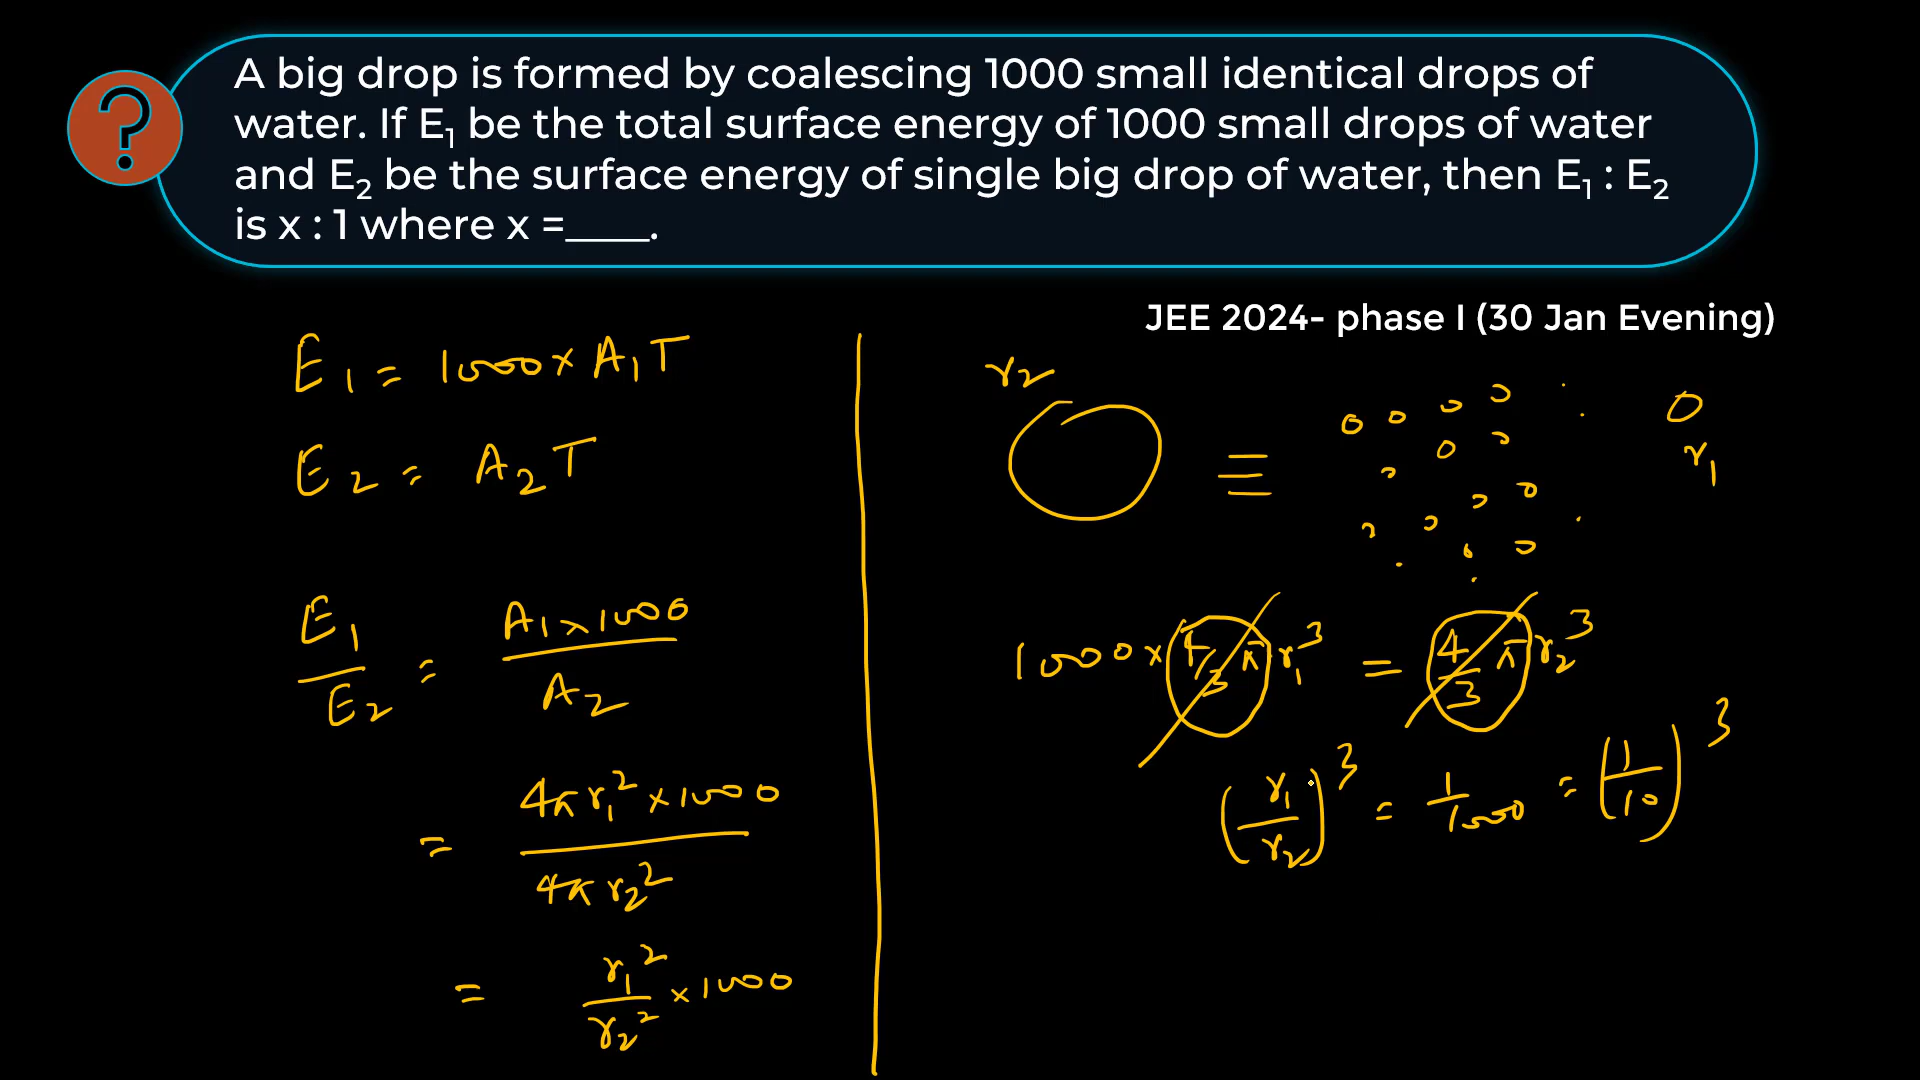 A big drop is formed by coalescing 1000 small identical drops of
water. If E₁ be the total surface energy of 1000 small drops of water
and E₂ be the surface energy of single big drop of water, then E₁ : E₂
is x : 1 where x =____.
JEE 2024- phase I (30 Jan Evening)
E₁ = 1000 × A₁T
E₂ = A₂T
E₁/E₂ = (A₁ × 1000)/A₂
= (4πr₁² × 1000)/(4πr₂²)
= r₁²/r₂² × 1000
r₂
≡
r₁
1000 × 4/3 π r₁³ = 4/3 π r₂³
(r₁/r₂)³ = 1/1000 = (1/10)³